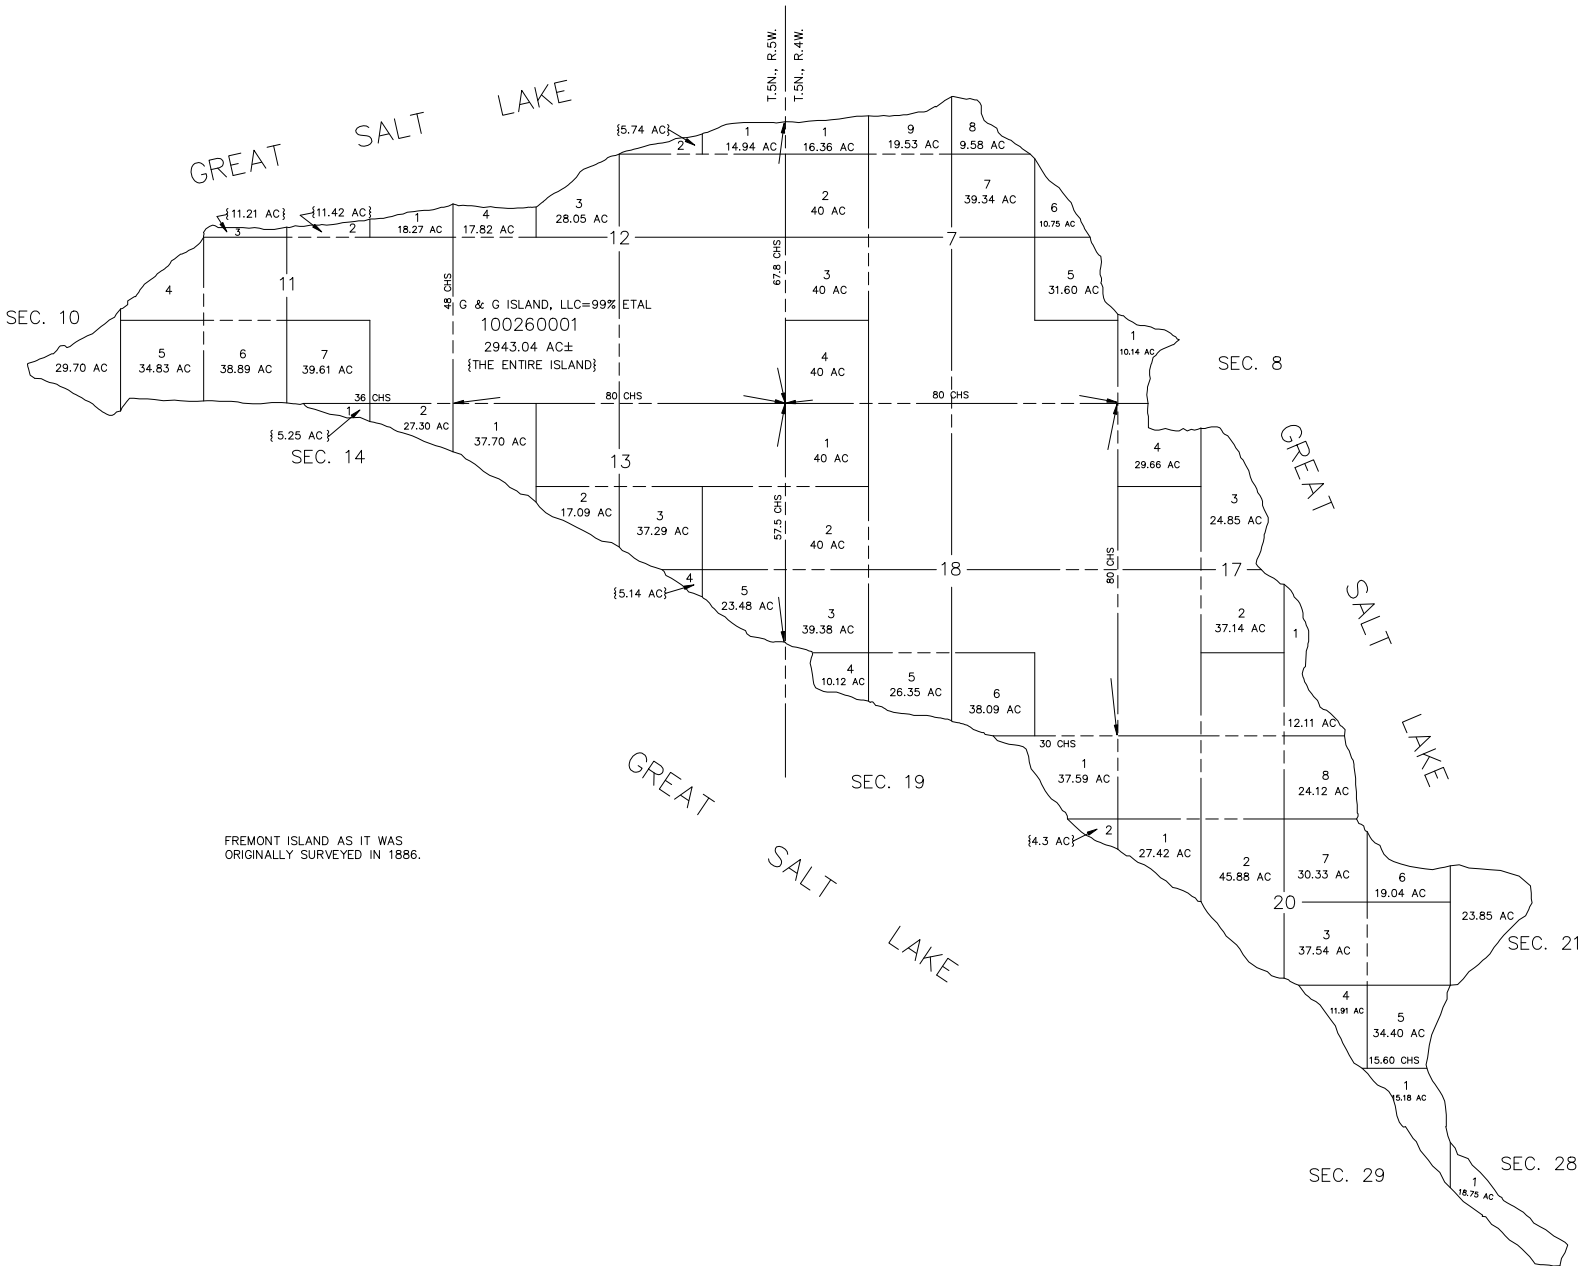 T.5N., R.5W.
T.5N., R.4W.
GREAT SALT LAKE
{5.74 AC}
2
1
14.94 AC
1
16.36 AC
9
19.53 AC
8
9.58 AC
2
40 AC
7
39.34 AC
6
10.75 AC
{11.21 AC}
3
{11.42 AC}
2
1
18.27 AC
4
17.82 AC
3
28.05 AC
12
7
67.8 CHS
3
40 AC
5
31.60 AC
4
11
48 CHS
G & G ISLAND, LLC=99% ETAL
100260001
2943.04 AC±
{THE ENTIRE ISLAND}
SEC. 10
29.70 AC
5
34.83 AC
6
38.89 AC
7
39.61 AC
4
40 AC
1
10.14 AC
SEC. 8
36 CHS
80 CHS
80 CHS
1
{ 5.25 AC }
2
27.30 AC
SEC. 14
1
37.70 AC
13
1
40 AC
4
29.66 AC
GREAT
2
17.09 AC
3
37.29 AC
57.5 CHS
2
40 AC
3
24.85 AC
18
80 CHS
17
4
{5.14 AC}
5
23.48 AC
3
39.38 AC
2
37.14 AC
1
12.11 AC
SALT
4
10.12 AC
5
26.35 AC
6
38.09 AC
LAKE
30 CHS
1
37.59 AC
8
24.12 AC
GREAT
SEC. 19
{4.3 AC}
2
1
27.42 AC
2
45.88 AC
7
30.33 AC
6
19.04 AC
FREMONT ISLAND AS IT WAS
ORIGINALLY SURVEYED IN 1886.
SALT
20
23.85 AC
SEC. 21
3
37.54 AC
LAKE
4
11.91 AC
5
34.40 AC
15.60 CHS
1
15.18 AC
SEC. 29
SEC. 28
1
18.75 AC